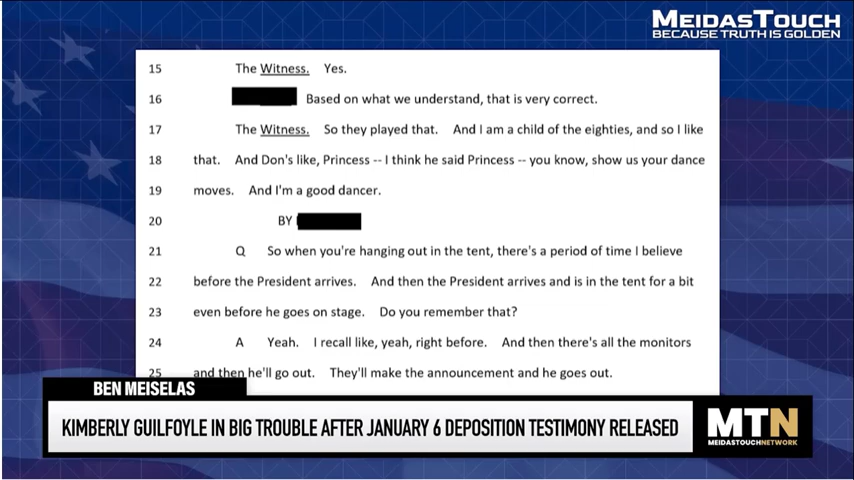 MEIDASTOUCH
BECAUSE TRUTH IS GOLDEN
15 The Witness. Yes.
16 Based on what we understand, that is very correct.
17 The Witness. So they played that. And I am a child of the eighties, and so I like
18 that. And Don's like, Princess -- I think he said Princess -- you know, show us your dance
19 moves. And I'm a good dancer.
20 BY
21 Q So when you're hanging out in the tent, there's a period of time I believe
22 before the President arrives. And then the President arrives and is in the tent for a bit
23 even before he goes on stage. Do you remember that?
24 A Yeah. I recall like, yeah, right before. And then there's all the monitors
25 and then he'll go out. They'll make the announcement and he goes out.
BEN MEISELAS
KIMBERLY GUILFOYLE IN BIG TROUBLE AFTER JANUARY 6 DEPOSITION TESTIMONY RELEASED
MTN
MEIDASTOUCHNETWORK